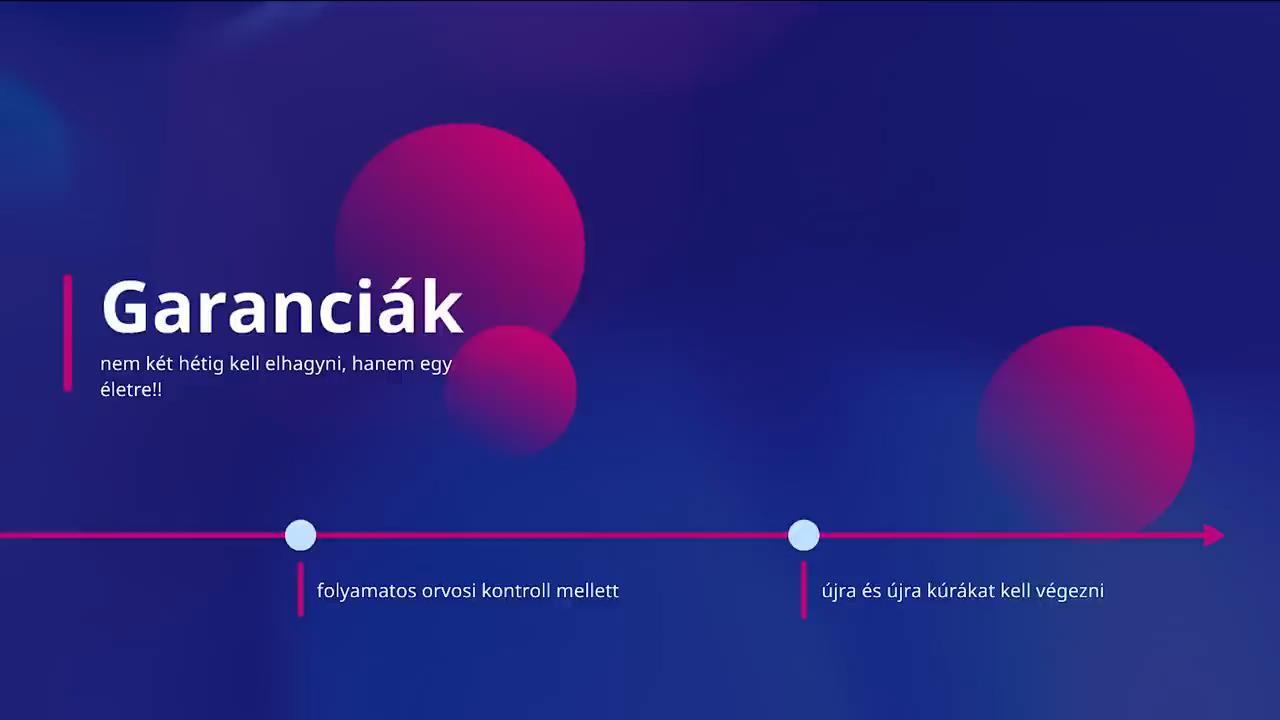 Garanciák
nem két hétig kell elhagyni, hanem egy
életre!!
folyamatos orvosi kontroll mellett
újra és újra kúrákat kell végezni